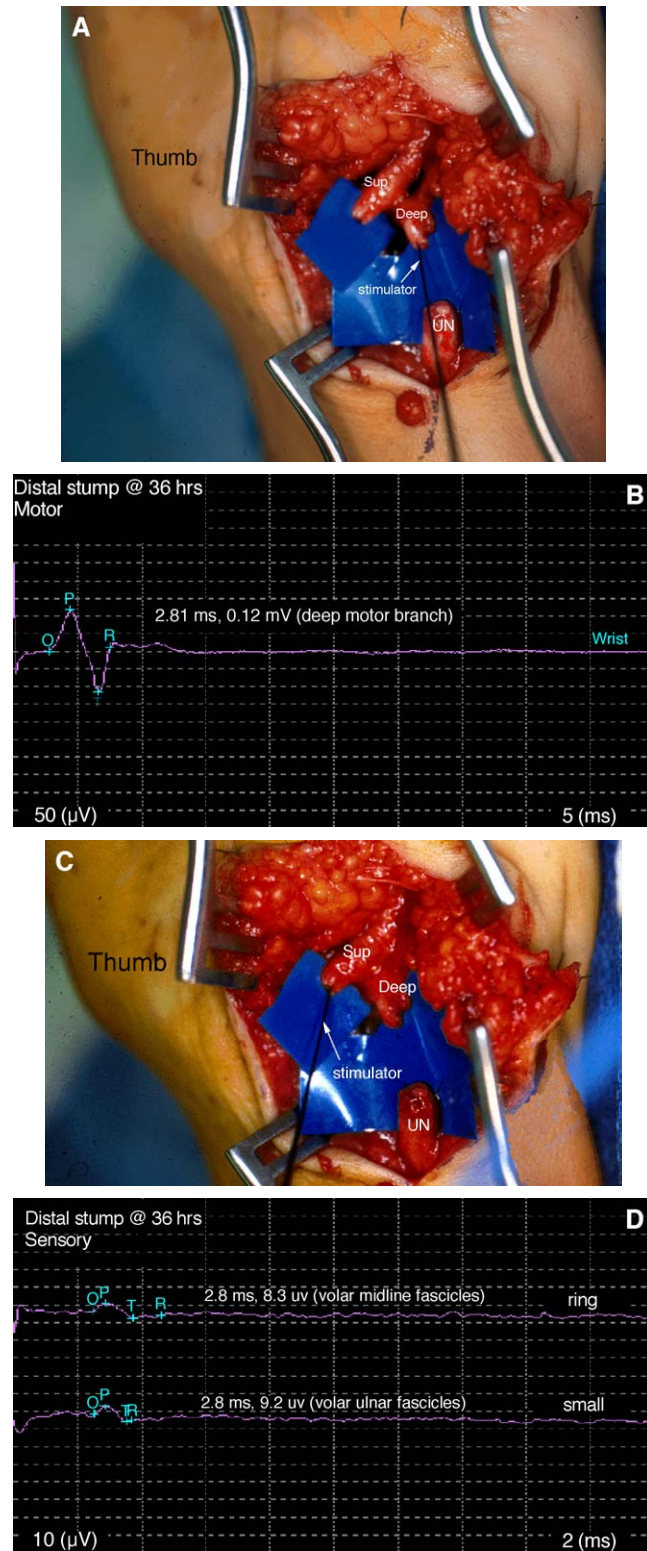 A
Thumb
Sup
Deep
stimulator
UN
Distal stump @ 36 hrs
Motor
B
P
O
R
2.81 ms, 0.12 mV (deep motor branch)
Wrist
50 (μV)
5 (ms)
C
Thumb
Sup
Deep
stimulator
UN
Distal stump @ 36 hrs
Sensory
D
O P T R
2.8 ms, 8.3 uv (volar midline fascicles)
ring
O P T R
2.8 ms, 9.2 uv (volar ulnar fascicles)
small
10 (μV)
2 (ms)